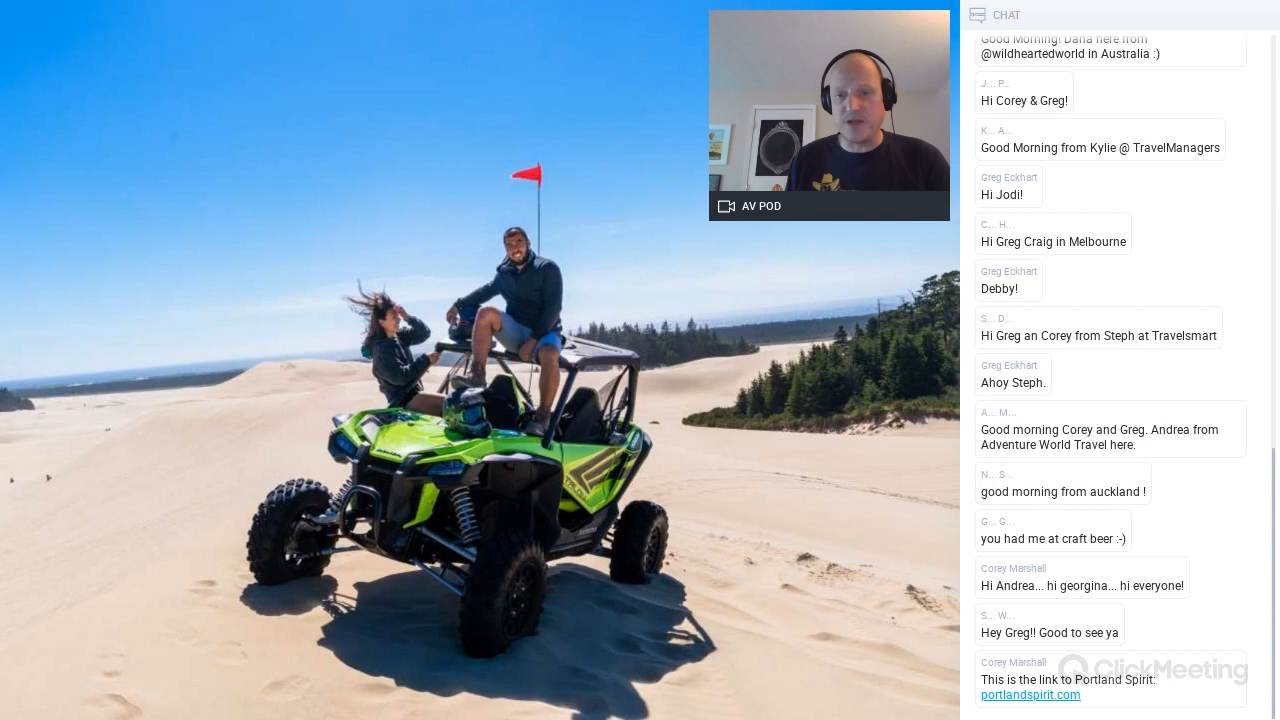 CHAT
Good Morning! Dana here from
@wildheartedworld in Australia :)
J... P...
Hi Corey & Greg!
K... A...
Good Morning from Kylie @ TravelManagers
Greg Eckhart
Hi Jodi!
C... H...
Hi Greg Craig in Melbourne
Greg Eckhart
Debby!
S... D...
Hi Greg an Corey from Steph at Travelsmart
Greg Eckhart
Ahoy Steph.
A... M...
Good morning Corey and Greg. Andrea from
Adventure World Travel here.
N... S...
good morning from auckland !
G... G...
you had me at craft beer :-)
Corey Marshall
Hi Andrea... hi georgina... hi everyone!
S... W...
Hey Greg!! Good to see ya
Corey Marshall
This is the link to Portland Spirit:
portlandspirit.com
ClickMeeting
AV POD